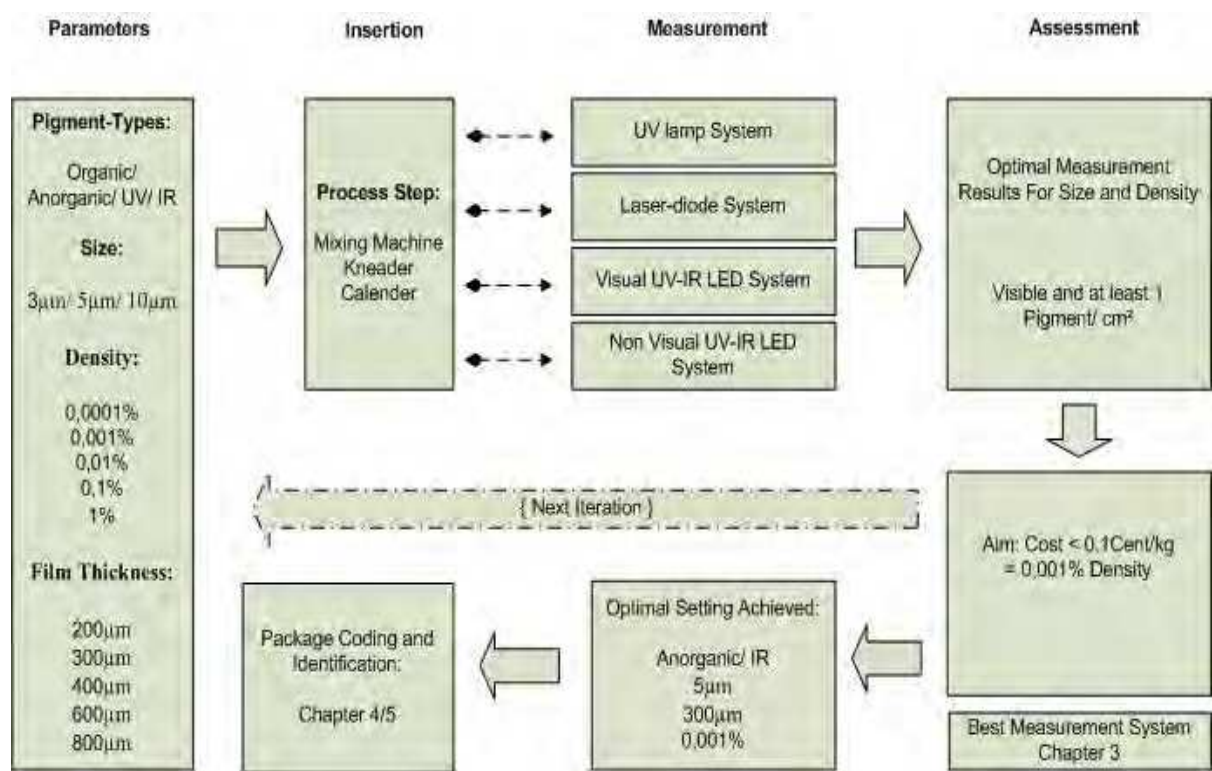 Parameters
Insertion
Measurement
Assessment
Pigment-Types:
Organic/
Anorganic/ UV/ IR
Size:
3µm/ 5µm/ 10µm
Density:
0,0001%
0,001%
0,01%
0,1%
1%
Film Thickness:
200µm
300µm
400µm
600µm
800µm
Process Step:
Mixing Machine
Kneader
Calender
UV lamp System
Laser-diode System
Visual UV-IR LED System
Non Visual UV-IR LED
System
Optimal Measurement
Results For Size and Density
Visible and at least 1
Pigment/ cm²
{ Next Iteration }
Aim: Cost < 0.1Cent/kg
= 0,001% Density
Best Measurement System
Chapter 3
Optimal Setting Achieved:
Anorganic/ IR
5µm
300µm
0,001%
Package Coding and
Identification:
Chapter 4/5